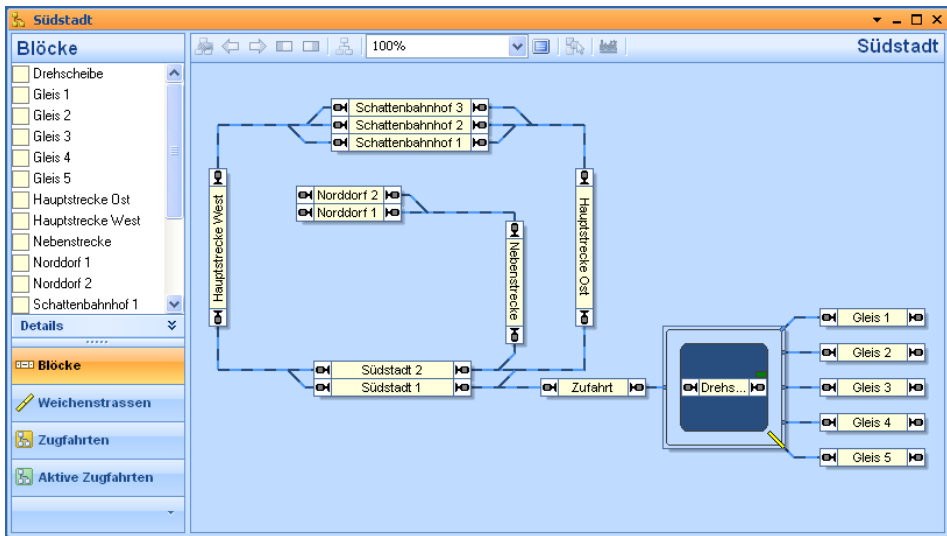 Südstadt
Blöcke
100%
Südstadt
Drehscheibe
Gleis 1
Gleis 2
Gleis 3
Gleis 4
Gleis 5
Hauptstrecke Ost
Hauptstrecke West
Nebenstrecke
Norddorf 1
Norddorf 2
Schattenbahnhof 1
Details
Blöcke
Weichenstrassen
Zugfahrten
Aktive Zugfahrten
Schattenbahnhof 3
Schattenbahnhof 2
Schattenbahnhof 1
Hauptstrecke West
Norddorf 2
Norddorf 1
Nebenstrecke
Hauptstrecke Ost
Südstadt 2
Südstadt 1
Zufahrt
Drehs...
Gleis 1
Gleis 2
Gleis 3
Gleis 4
Gleis 5